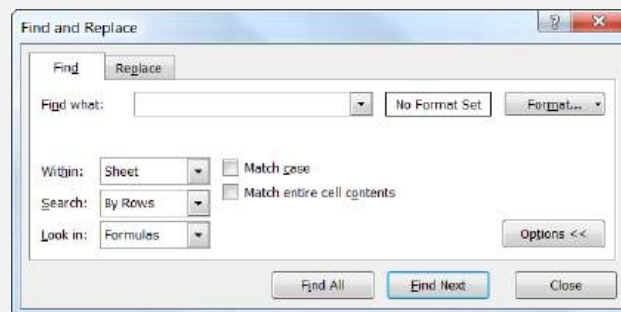 Find and Replace
Find Replace
Find what: No Format Set Format...
Within: Sheet Match case
Match entire cell contents
Search: By Rows
Look in: Formulas Options <<
Find All Find Next Close